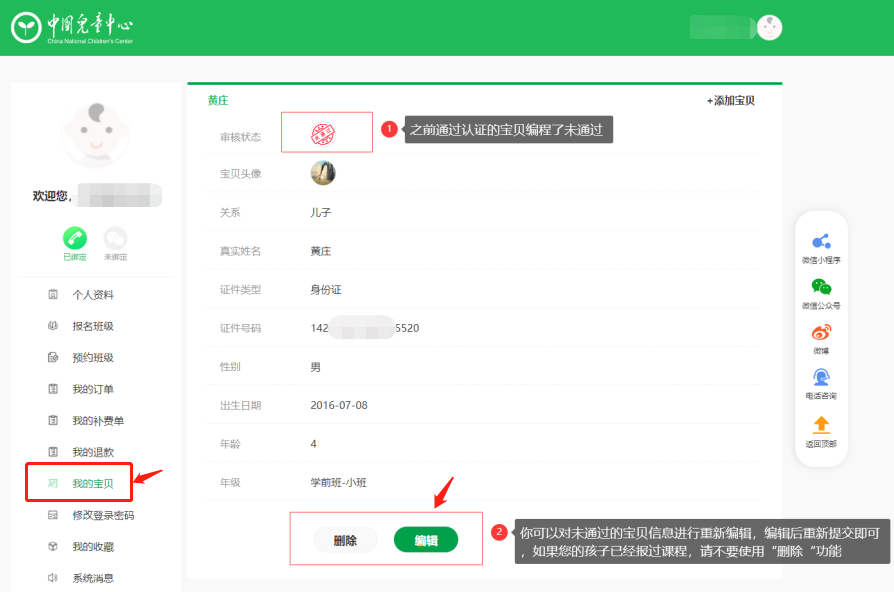 中国儿童中心
China National Children's Center
欢迎您,
已绑定
未绑定
个人资料
报名班级
预约班级
我的订单
我的补费单
我的退款
我的宝贝
修改登录密码
我的收藏
系统消息
黄庄
+添加宝贝
审核状态
1
之前通过认证的宝贝编程了未通过
宝贝头像
关系
儿子
真实姓名
黄庄
证件类型
身份证
证件号码
142
5520
性别
男
出生日期
2016-07-08
年龄
4
年级
学前班-小班
删除
编辑
2
你可以对未通过的宝贝信息进行重新编辑，编辑后重新提交即可
，如果您的孩子已经报过课程，请不要使用“删除 “功能
微信小程序
微信公众号
微博
电话咨询
返回顶部